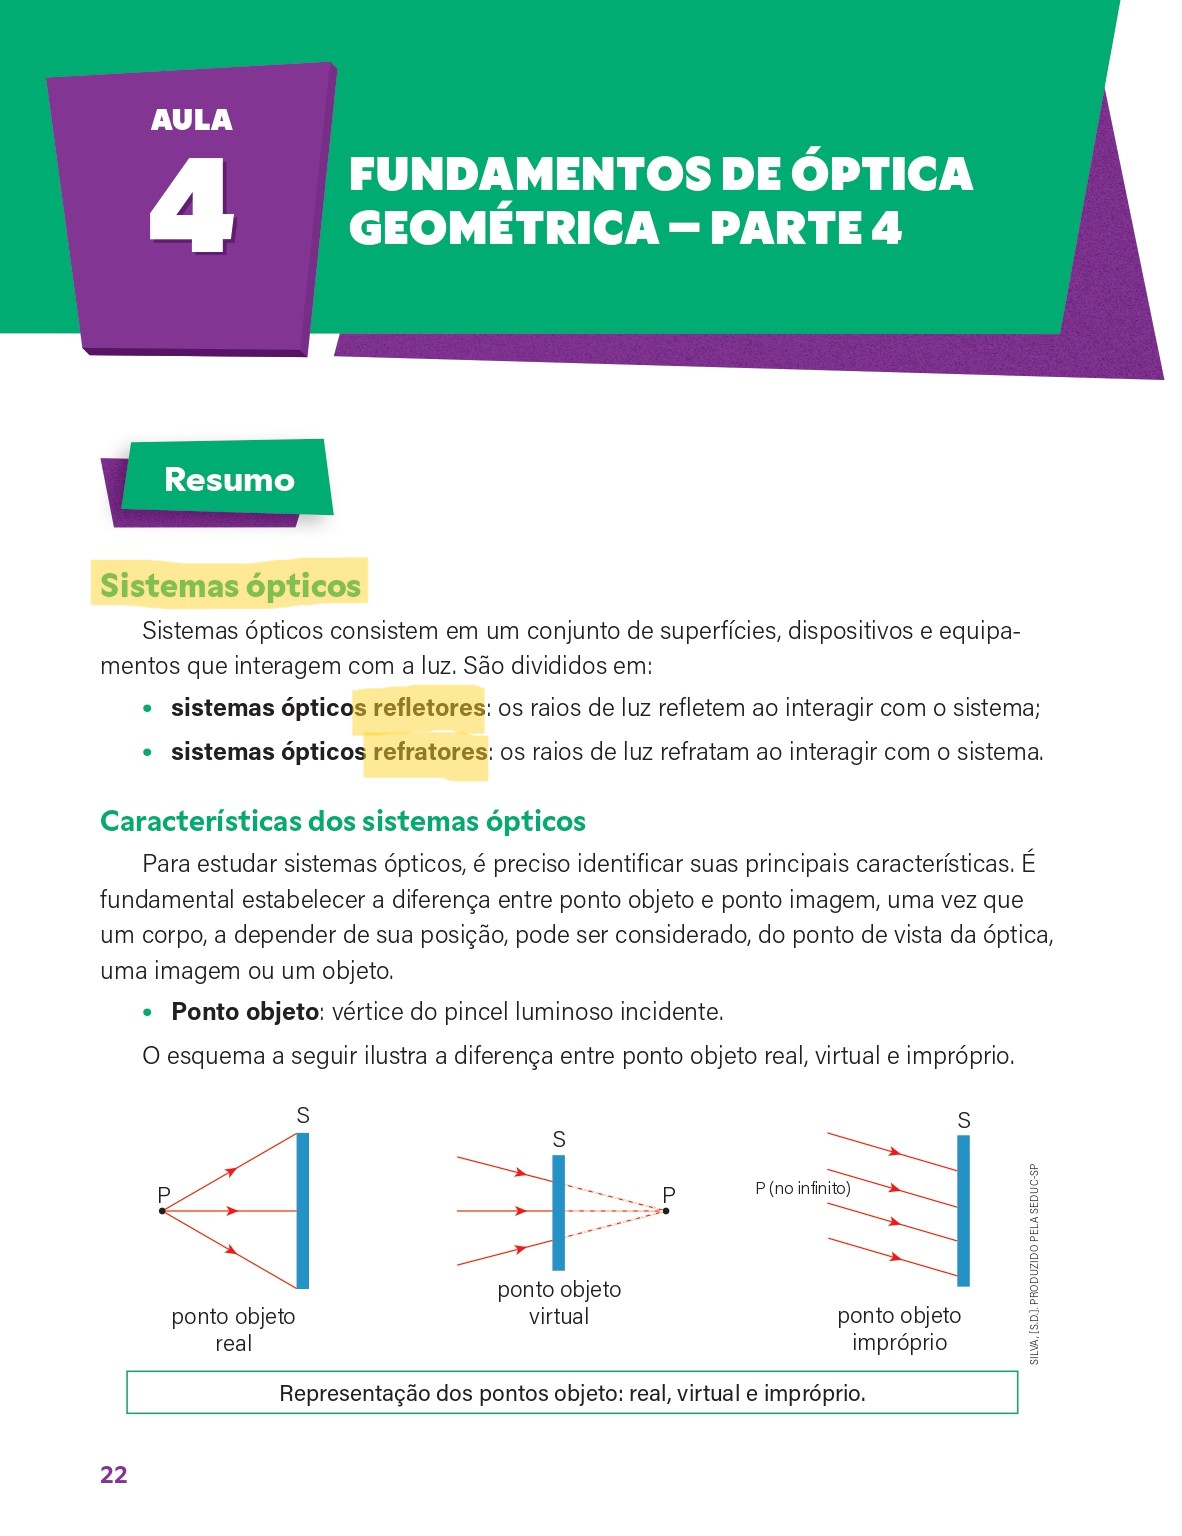 AULA
4
FUNDAMENTOS DE ÓPTICA
GEOMÉTRICA — PARTE 4
Resumo
Sistemas ópticos
Sistemas ópticos consistem em um conjunto de superfícies, dispositivos e equipa-
mentos que interagem com a luz. São divididos em:
• sistemas ópticos refletores: os raios de luz refletem ao interagir com o sistema;
• sistemas ópticos refratores: os raios de luz refratam ao interagir com o sistema.
Características dos sistemas ópticos
Para estudar sistemas ópticos, é preciso identificar suas principais características. É
fundamental estabelecer a diferença entre ponto objeto e ponto imagem, uma vez que
um corpo, a depender de sua posição, pode ser considerado, do ponto de vista da óptica,
uma imagem ou um objeto.
• Ponto objeto: vértice do pincel luminoso incidente.
O esquema a seguir ilustra a diferença entre ponto objeto real, virtual e impróprio.
S
P
ponto objeto
real
S
P
ponto objeto
virtual
S
P (no infinito)
ponto objeto
impróprio
SILVA, [S.D.]. PRODUZIDO PELA SEDUC-SP
Representação dos pontos objeto: real, virtual e impróprio.
22